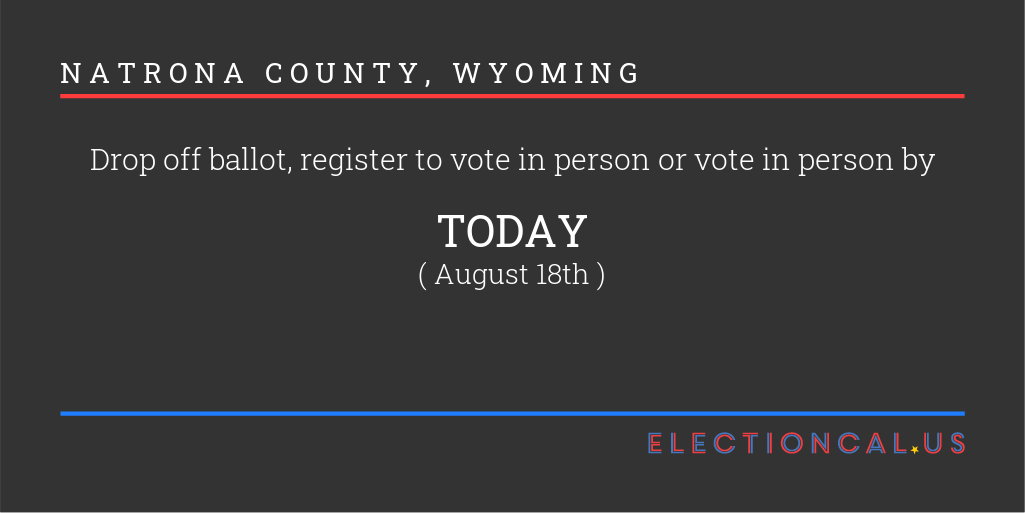 NATRONA COUNTY, WYOMING
Drop off ballot, register to vote in person or vote in person by
TODAY
( August 18th )
ELECTIONCAL.US